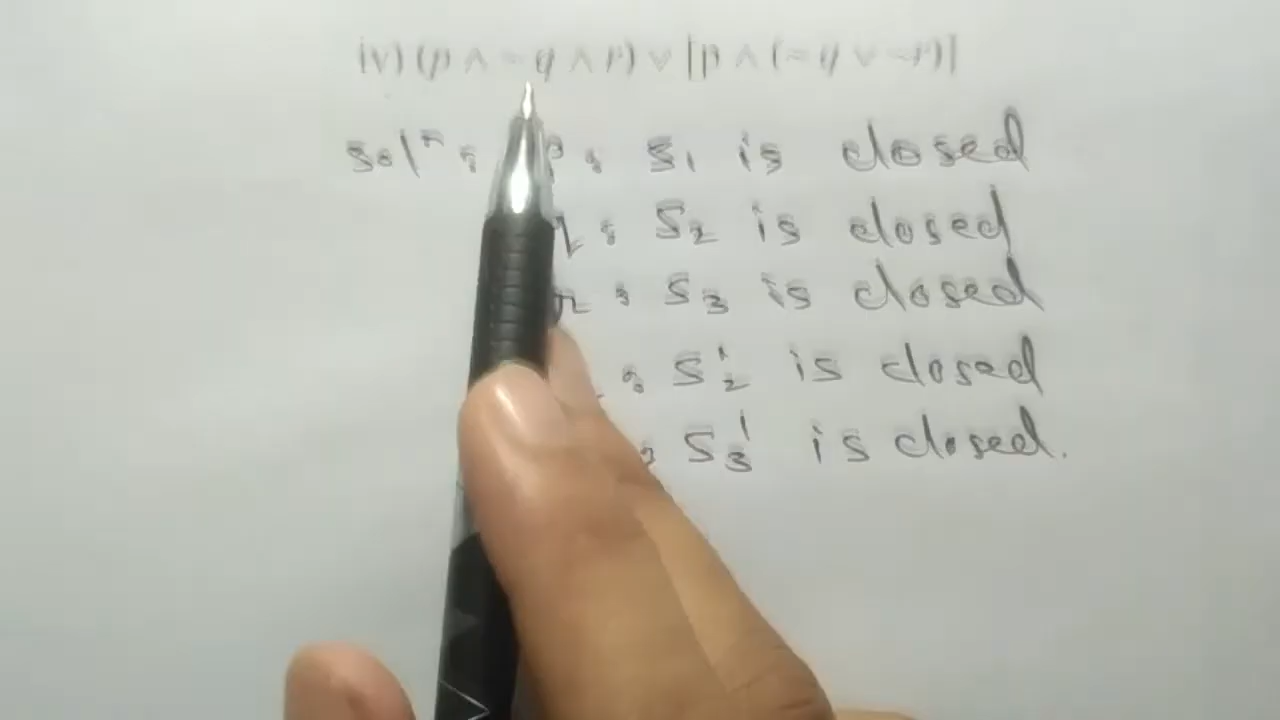 iv) (p ∧ ~ q ∧ r) ∨ [p ∧ (~ q ∨ ~r)]
solⁿ : p : S₁ is closed
q : S₂ is closed
r : S₃ is closed
: S₂' is closed
: S₃' is closed.